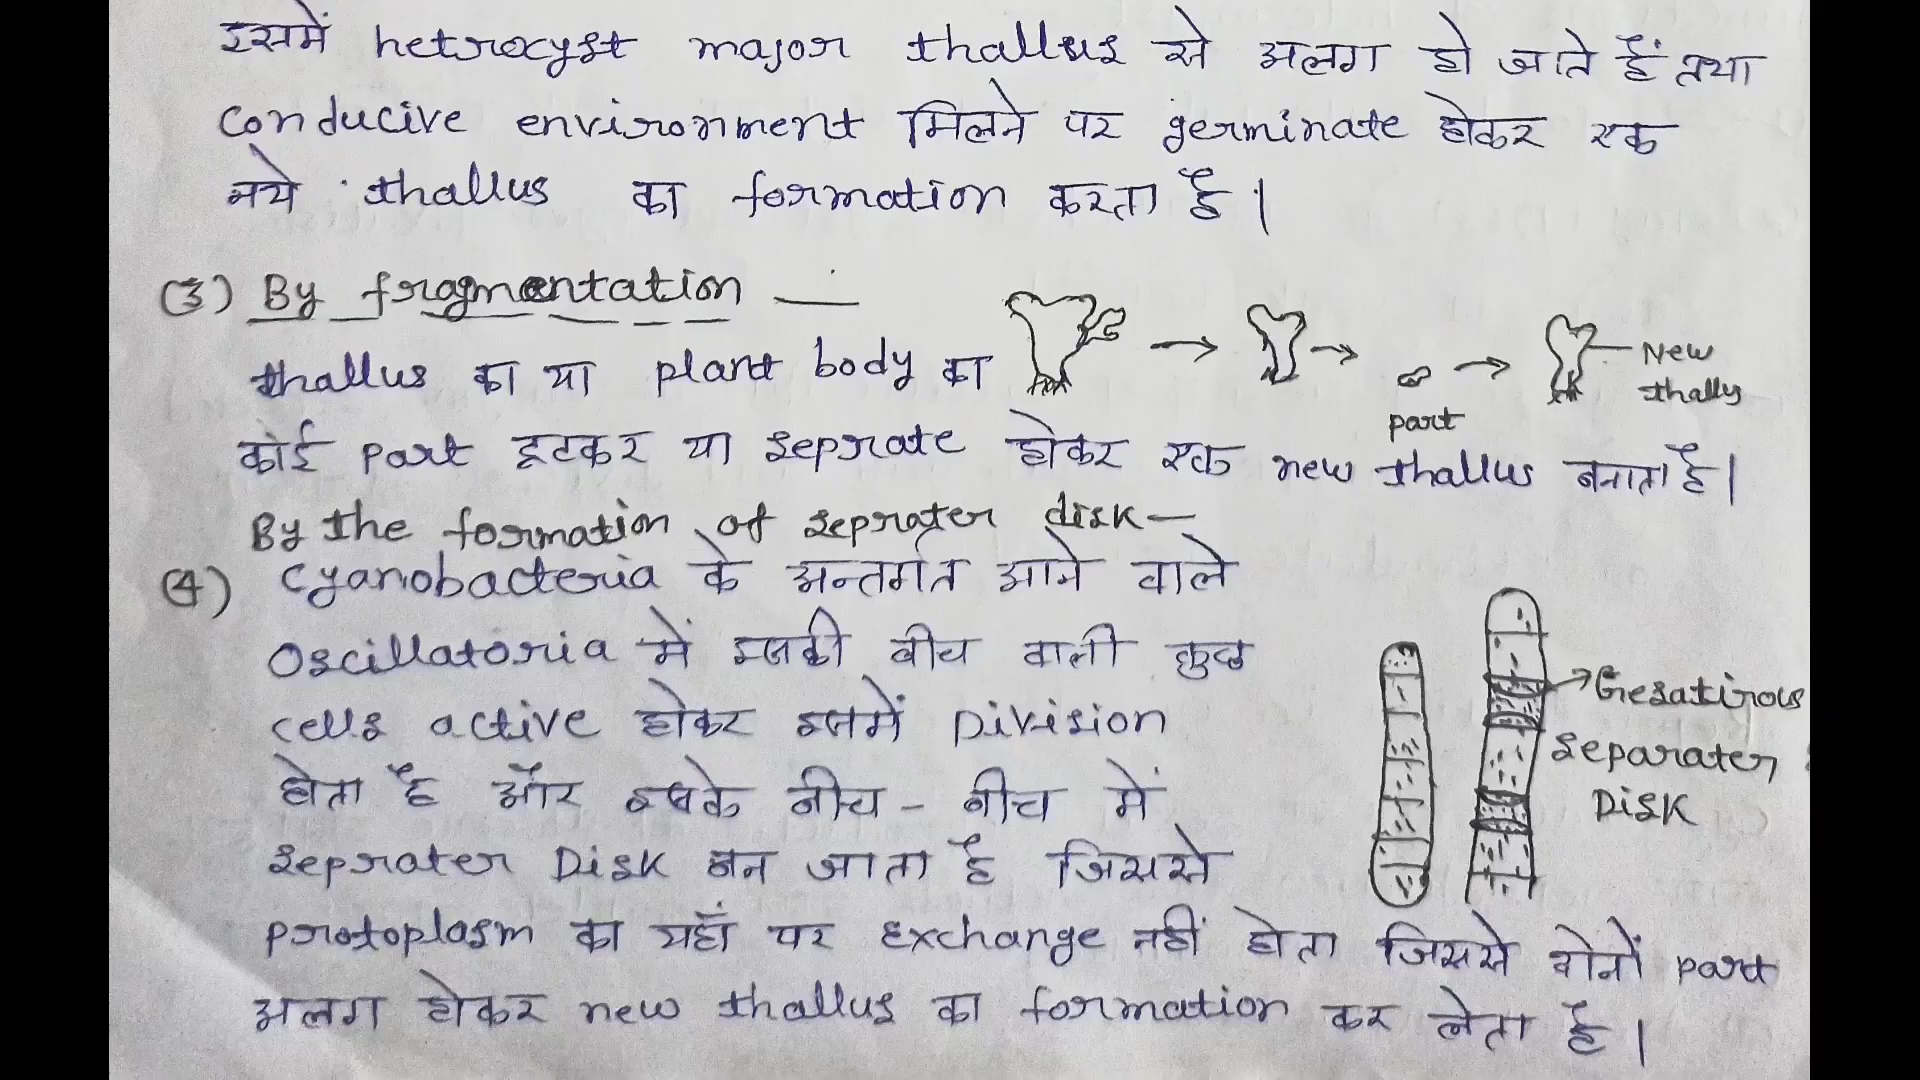 इसमें hetrocyst major thallus से अलग हो जाते हैं तथा
conducive environment मिलने पर germinate होकर एक
नये thallus का formation करता है।
(3) By fragmentation —
thallus का या plant body का
New
thallus
part
कोई part टूटकर या seprate होकर एक new thallus बनाता है।
By the formation of seprater disk—
(4) Cyanobacteria के अन्तर्गत आने वाले
Oscillatoria में इसकी बीच वाली कुछ
cells active होकर इसमें Division
होता है और इसके बीच - बीच में
Seprater Disk बन जाता है जिससे
Separater
Disk
protoplasm का यहाँ पर exchange नहीं होता जिससे दोनों part
अलग होकर new thallus का formation कर लेता है।